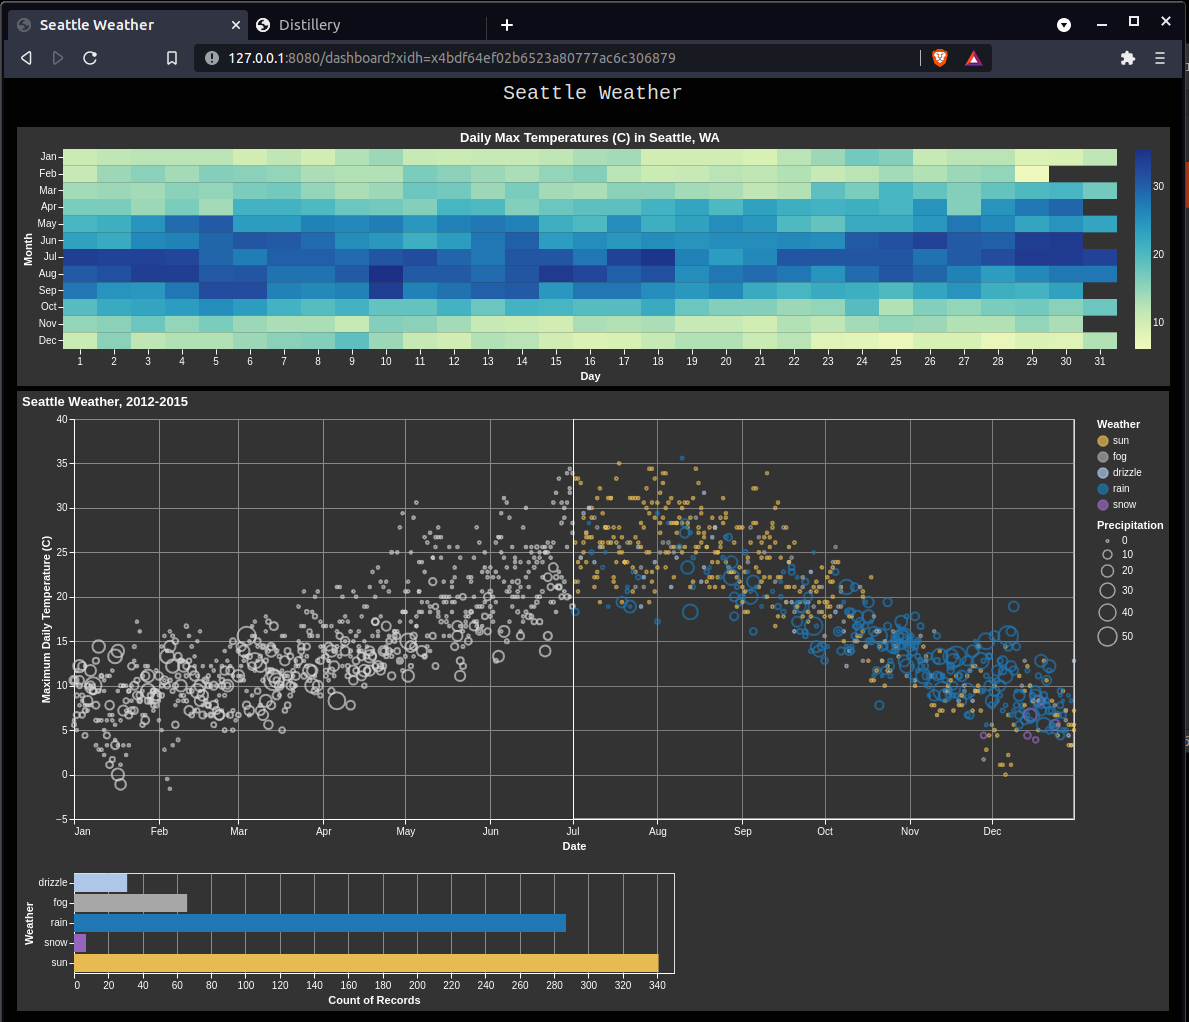 Seattle Weather
Distillery
127.0.0.1:8080/dashboard?xidh=x4bdf64ef02b6523a80777ac6c306879
Seattle Weather
Daily Max Temperatures (C) in Seattle, WA
Month
Jan
Feb
Mar
Apr
May
Jun
Jul
Aug
Sep
Oct
Nov
Dec
1 2 3 4 5 6 7 8 9 10 11 12 13 14 15 16 17 18 19 20 21 22 23 24 25 26 27 28 29 30 31
Day
30
20
10
Seattle Weather, 2012-2015
Maximum Daily Temperature (C)
40
35
30
25
20
15
10
5
0
−5
Jan Feb Mar Apr May Jun Jul Aug Sep Oct Nov Dec
Date
Weather
sun
fog
drizzle
rain
snow
Precipitation
0
10
20
30
40
50
Weather
drizzle
fog
rain
snow
sun
0 20 40 60 80 100 120 140 160 180 200 220 240 260 280 300 320 340
Count of Records